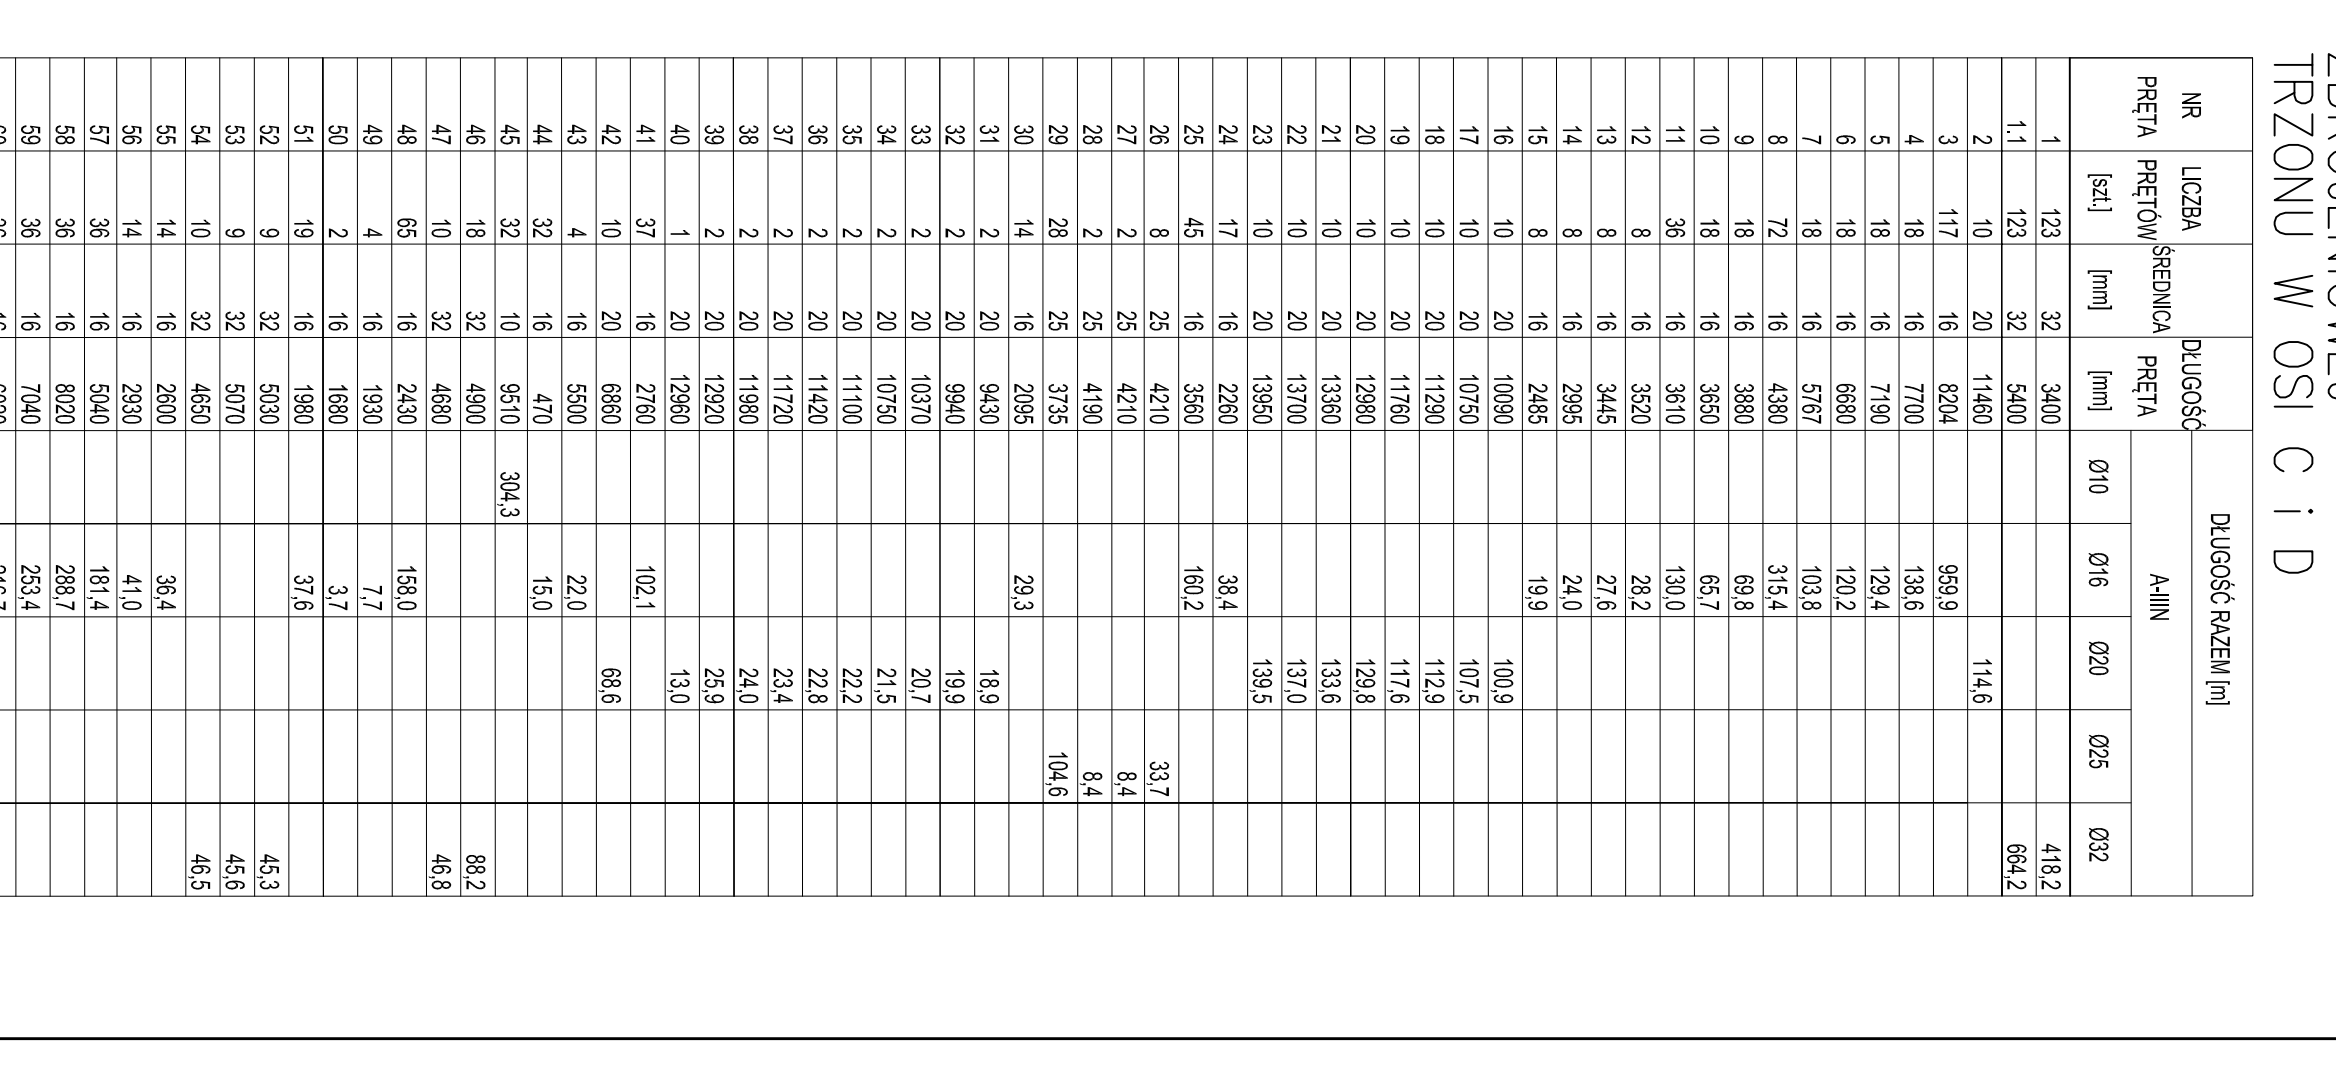 TRZONU W OSI C i D
NR PRĘTA LICZBA PRĘTÓW [szt.] ŚREDNICA [mm] DŁUGOŚĆ PRĘTA [mm] DŁUGOŚĆ RAZEM [m]
A-IIIN
Ø10 Ø16 Ø20 Ø25 Ø32
1 123 32 3400 418,2
1.1 123 32 5400 664,2
2 10 20 11460 114,6
3 117 16 8204 959,9
4 18 16 7700 138,6
5 18 16 7190 129,4
6 18 16 6680 120,2
7 18 16 5767 103,8
8 72 16 4380 315,4
9 18 16 3880 69,8
10 18 16 3650 65,7
11 36 16 3610 130,0
12 8 16 3520 28,2
13 8 16 3445 27,6
14 8 16 2995 24,0
15 8 16 2485 19,9
16 10 20 10090 100,9
17 10 20 10750 107,5
18 10 20 11290 112,9
19 10 20 11760 117,6
20 10 20 12980 129,8
21 10 20 13360 133,6
22 10 20 13700 137,0
23 10 20 13950 139,5
24 17 16 2260 38,4
25 45 16 3560 160,2
26 8 25 4210 33,7
27 2 25 4210 8,4
28 2 25 4190 8,4
29 28 25 3735 104,6
30 14 16 2095 29,3
31 2 20 9430 18,9
32 2 20 9940 19,9
33 2 20 10370 20,7
34 2 20 10750 21,5
35 2 20 11100 22,2
36 2 20 11420 22,8
37 2 20 11720 23,4
38 2 20 11980 24,0
39 2 20 12920 25,9
40 1 20 12960 13,0
41 37 16 2760 102,1
42 10 20 6860 68,6
43 4 16 5500 22,0
44 32 16 470 15,0
45 32 10 9510 304,3
46 18 32 4900 88,2
47 10 32 4680 46,8
48 65 16 2430 158,0
49 4 16 1930 7,7
50 2 16 1680 3,7
51 19 16 1980 37,6
52 9 32 5030 45,3
53 9 32 5070 45,6
54 10 32 4650 46,5
55 14 16 2600 36,4
56 14 16 2930 41,0
57 36 16 5040 181,4
58 36 16 8020 288,7
59 36 16 7040 253,4